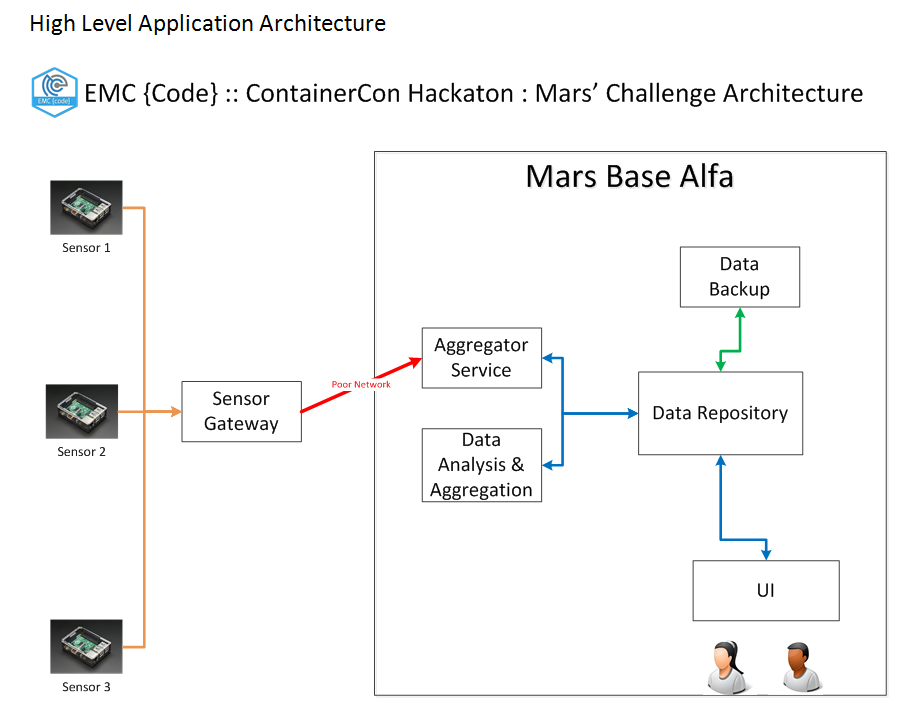 High Level Application Architecture
EMC {code}
EMC {Code} :: ContainerCon Hackaton : Mars’ Challenge Architecture
Mars Base Alfa
Sensor 1
Data
Backup
Aggregator
Service
Poor Network
Sensor
Gateway
Data Repository
Sensor 2
Data
Analysis &
Aggregation
UI
Sensor 3